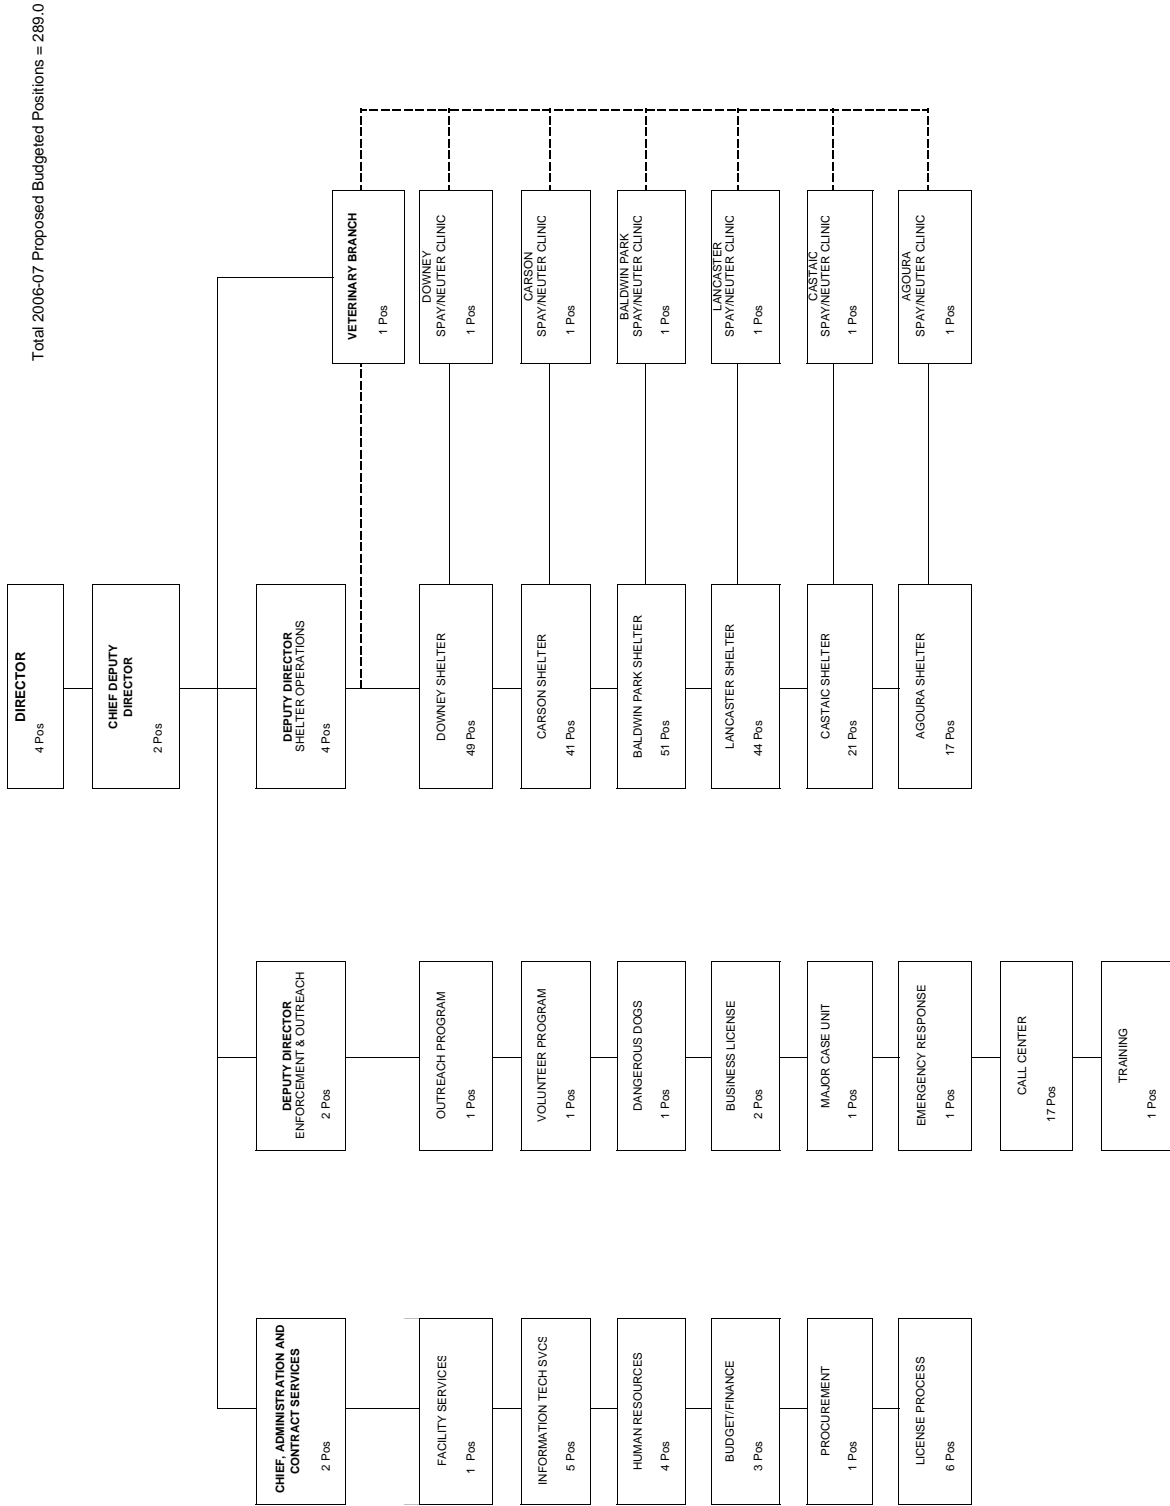 Total 2006-07 Proposed Budgeted Positions = 289.0
DIRECTOR
4 Pos
CHIEF DEPUTY
DIRECTOR
2 Pos
CHIEF, ADMINISTRATION AND
CONTRACT SERVICES
2 Pos
DEPUTY DIRECTOR
ENFORCEMENT & OUTREACH
2 Pos
DEPUTY DIRECTOR
SHELTER OPERATIONS
4 Pos
VETERINARY BRANCH
1 Pos
FACILITY SERVICES
1 Pos
OUTREACH PROGRAM
1 Pos
DOWNEY SHELTER
49 Pos
DOWNEY
SPAY/NEUTER CLINIC
1 Pos
INFORMATION TECH SVCS
5 Pos
VOLUNTEER PROGRAM
1 Pos
CARSON SHELTER
41 Pos
CARSON
SPAY/NEUTER CLINIC
1 Pos
HUMAN RESOURCES
4 Pos
DANGEROUS DOGS
1 Pos
BALDWIN PARK SHELTER
51 Pos
BALDWIN PARK
SPAY/NEUTER CLINIC
1 Pos
BUDGET/FINANCE
3 Pos
BUSINESS LICENSE
2 Pos
LANCASTER SHELTER
44 Pos
LANCASTER
SPAY/NEUTER CLINIC
1 Pos
PROCUREMENT
1 Pos
MAJOR CASE UNIT
1 Pos
CASTAIC SHELTER
21 Pos
CASTAIC
SPAY/NEUTER CLINIC
1 Pos
LICENSE PROCESS
6 Pos
EMERGENCY RESPONSE
1 Pos
AGOURA SHELTER
17 Pos
AGOURA
SPAY/NEUTER CLINIC
1 Pos
CALL CENTER
17 Pos
TRAINING
1 Pos